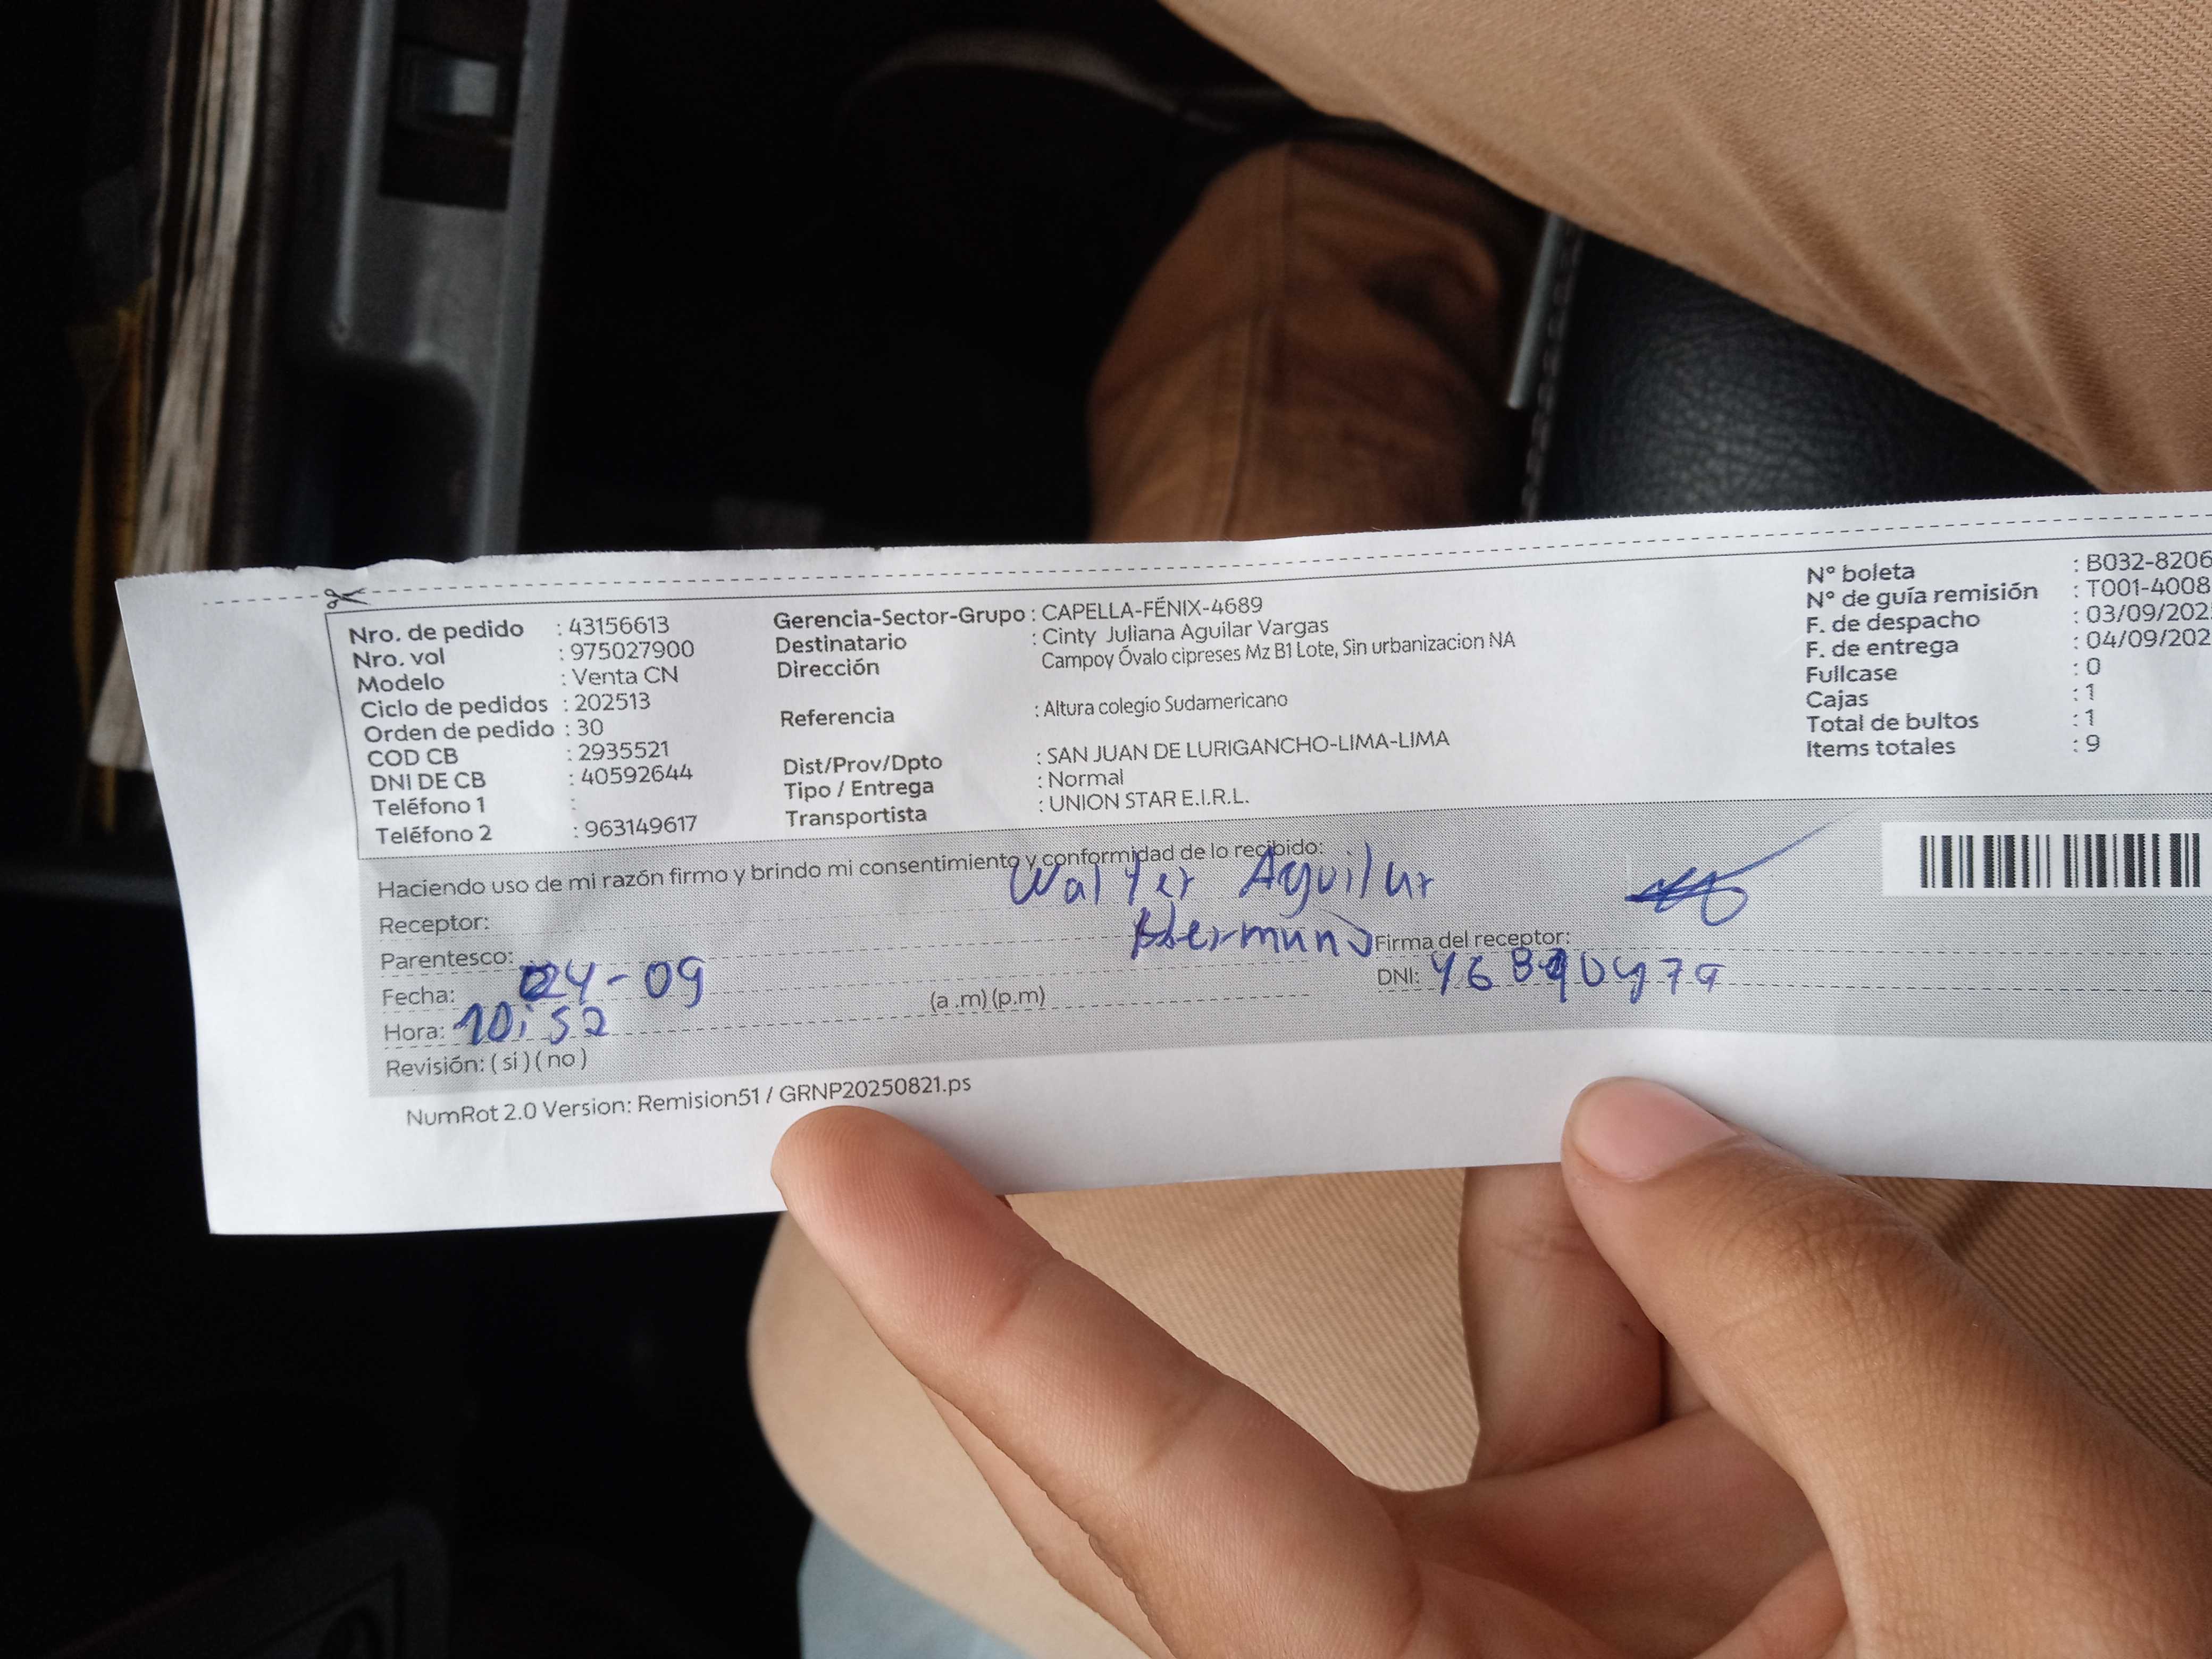 Nro. de pedido : 43156613
Nro. vol : 975027900
Modelo : Venta CN
Ciclo de pedidos : 202513
Orden de pedido : 30
COD CB : 2935521
DNI DE CB : 40592644
Teléfono 1 :
Teléfono 2 : 963149617
Gerencia-Sector-Grupo : CAPELLA-FÉNIX-4689
Destinatario : Cinty Juliana Aguilar Vargas
Dirección Campoy Óvalo cipreses Mz B1 Lote, Sin urbanizacion NA
Referencia : Altura colegio Sudamericano
Dist/Prov/Dpto : SAN JUAN DE LURIGANCHO-LIMA-LIMA
Tipo / Entrega : Normal
Transportista : UNION STAR E.I.R.L.
N° boleta : B032-8206
N° de guía remisión : T001-4008
F. de despacho : 03/09/202
F. de entrega : 04/09/202
Fullcase : 0
Cajas : 1
Total de bultos : 1
Items totales : 9
Haciendo uso de mi razón firmo y brindo mi consentimiento y conformidad de lo recibido:
Receptor: Walter Aguilar
Parentesco: Hermano Firma del receptor:
Fecha: 04-09 DNI:
Hora: 10:52 (a .m) (p.m)
Revisión: ( si ) ( no )
NumRot 2.0 Version: Remision51 / GRNP20250821.ps